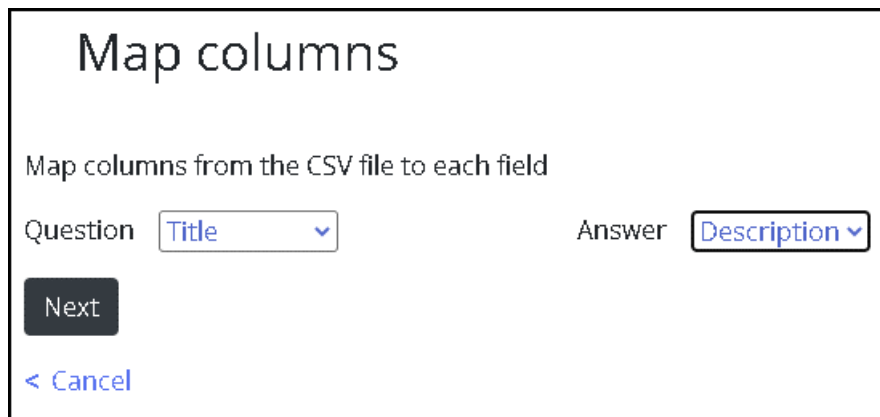 Map columns
Map columns from the CSV file to each field
Question Title Answer Description
Next
< Cancel